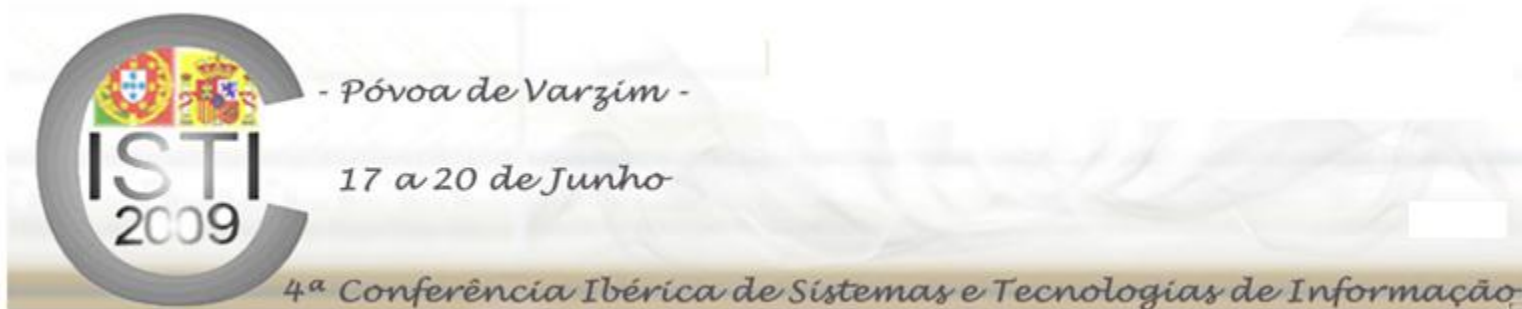 - Póvoa de Varzim -
CISTI
17 a 20 de Junho
2009
4ª Conferência Ibérica de Sistemas e Tecnologias de Informação